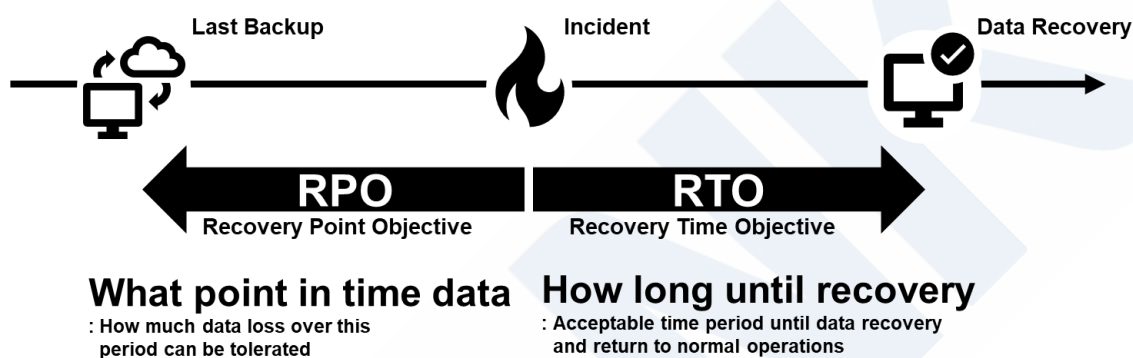 Last Backup
Incident
Data Recovery
RPO
RTO
Recovery Point Objective
Recovery Time Objective
What point in time data
: How much data loss over this
period can be tolerated
How long until recovery
: Acceptable time period until data recovery
and return to normal operations